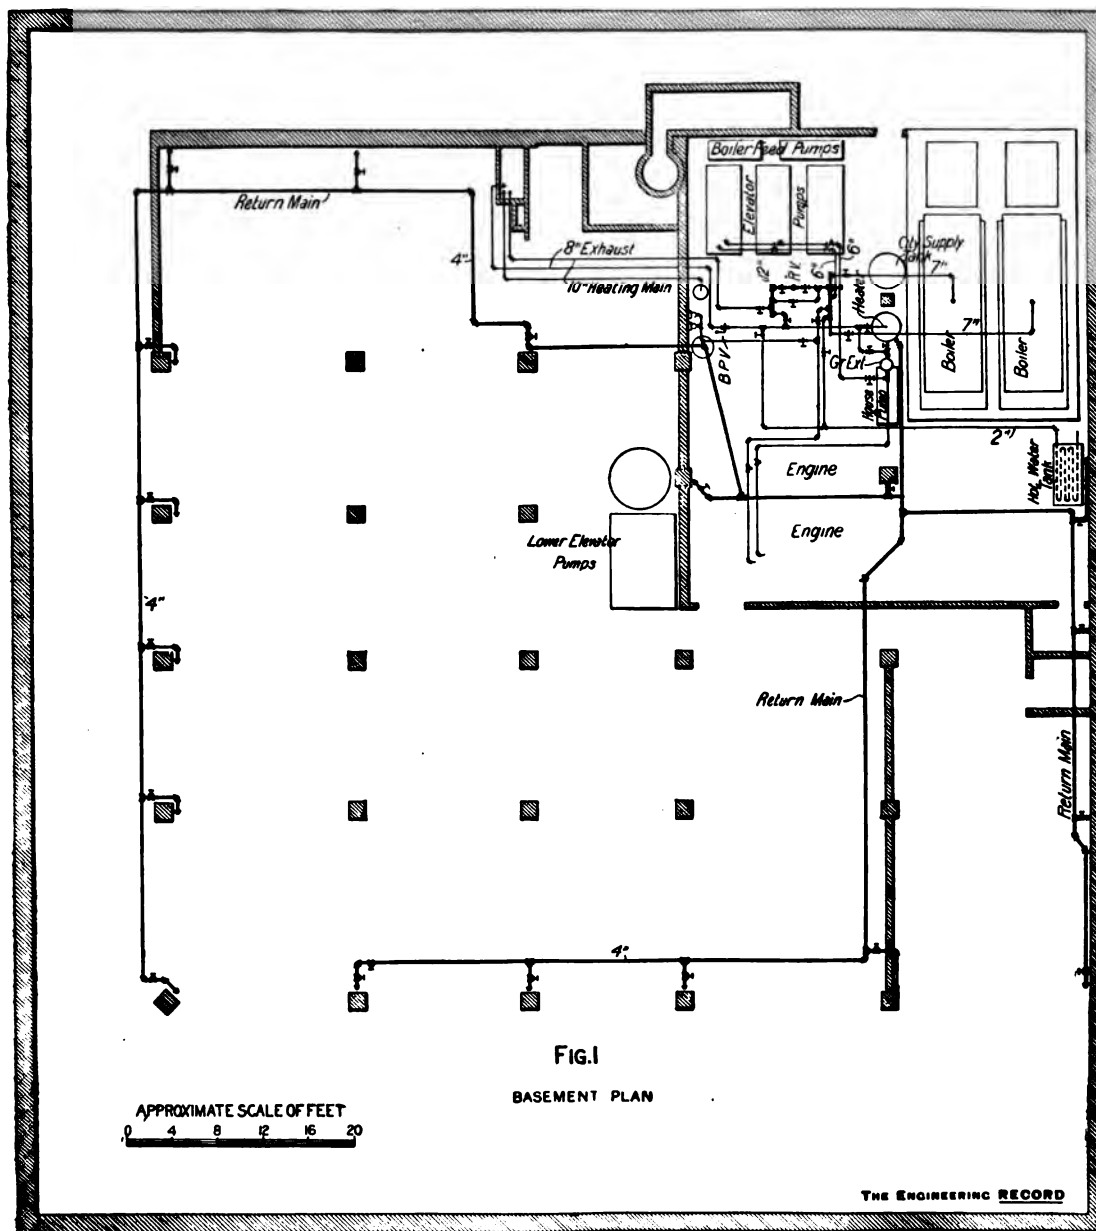 Boiler Feed Pumps
Return Main
Elevator
Pumps
8" Exhaust
4"
10" Heating Main
12"
R.V.
6"
6"
City Supply
Tank
7"
Heater
7"
B.P.V.
Gr. Ext
House
Pump
Boiler
Boiler
2"
Hot Water
Tank
Engine
Engine
Lower Elevator
Pumps
4"
Return Main
Return Main
4"
FIG.1
BASEMENT PLAN
APPROXIMATE SCALE OF FEET
0 4 8 12 16 20
THE ENGINEERING RECORD